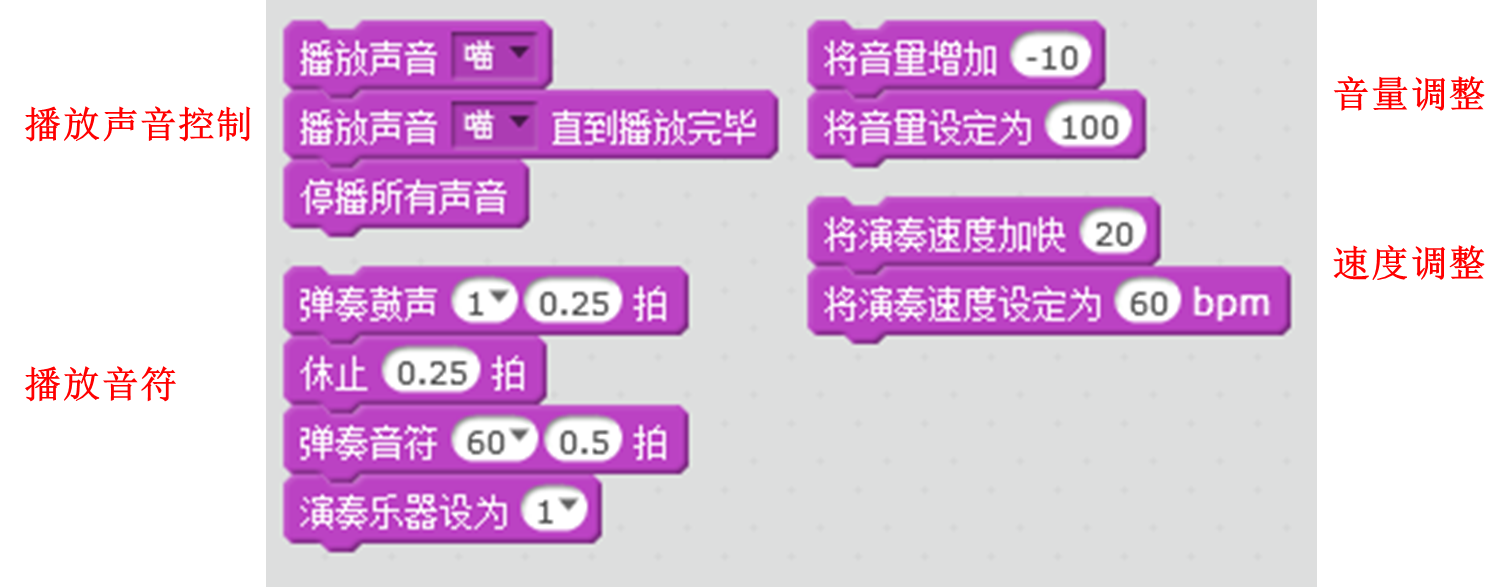 播放声音控制
播放声音 喵
播放声音 喵 直到播放完毕
停播所有声音
播放音符
弹奏鼓声 1 0.25 拍
休止 0.25 拍
弹奏音符 60 0.5 拍
演奏乐器设为 1
将音量增加 -10
将音量设定为 100
音量调整
将演奏速度加快 20
将演奏速度设定为 60 bpm
速度调整